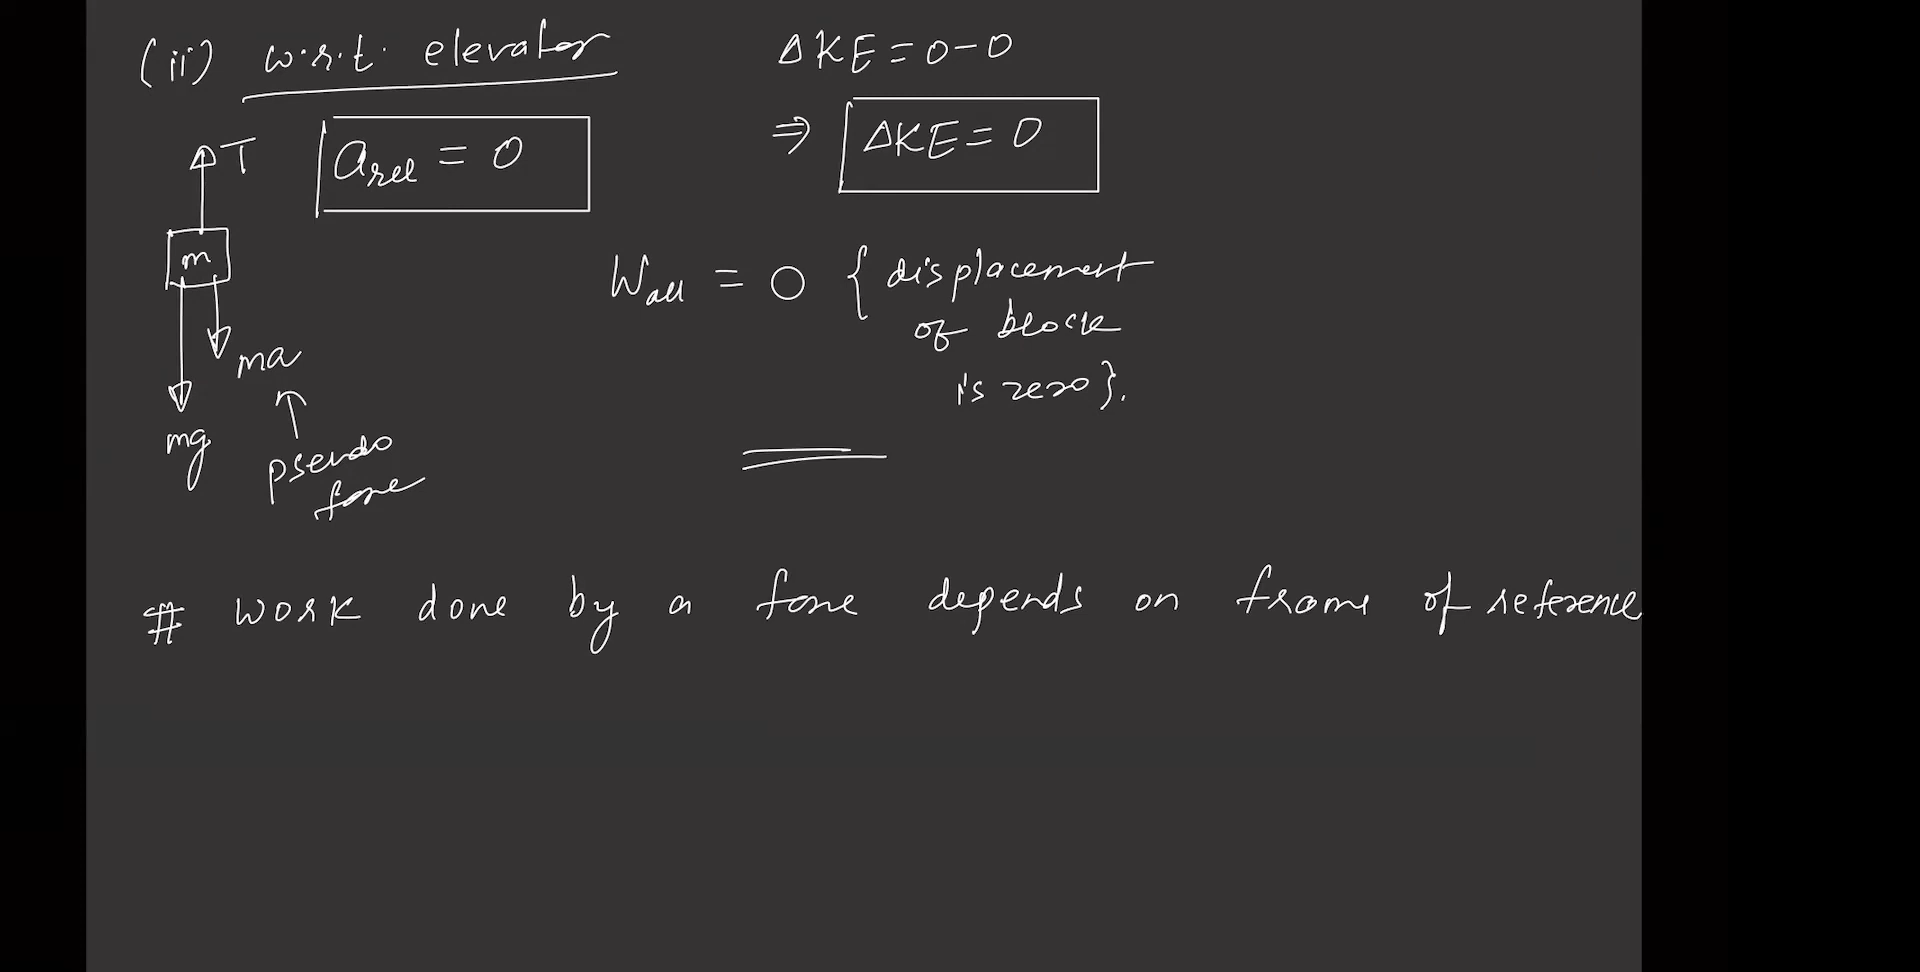 (ii) w.r.t. elevator
ΔKE = 0 - 0
T
a_rel = 0
⇒ ΔKE = 0
m
W_all = 0 { displacement
of block
is zero }.
ma
mg
pseudo
force
# work done by a force depends on frame of reference